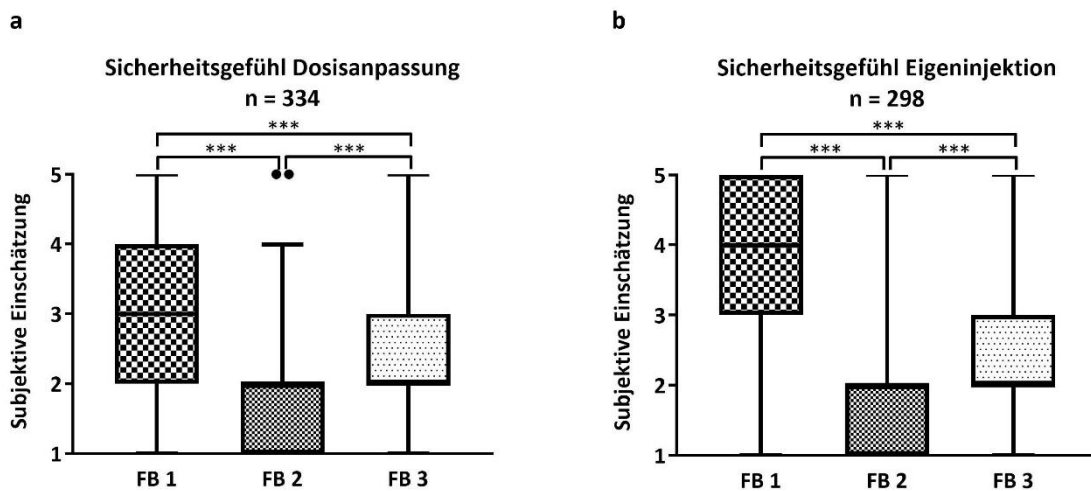 a
Sicherheitsgefühl Dosisanpassung
n = 334
***
*** ***
Subjektive Einschätzung
5
4
3
2
1
FB 1 FB 2 FB 3
b
Sicherheitsgefühl Eigeninjektion
n = 298
***
*** ***
Subjektive Einschätzung
5
4
3
2
1
FB 1 FB 2 FB 3